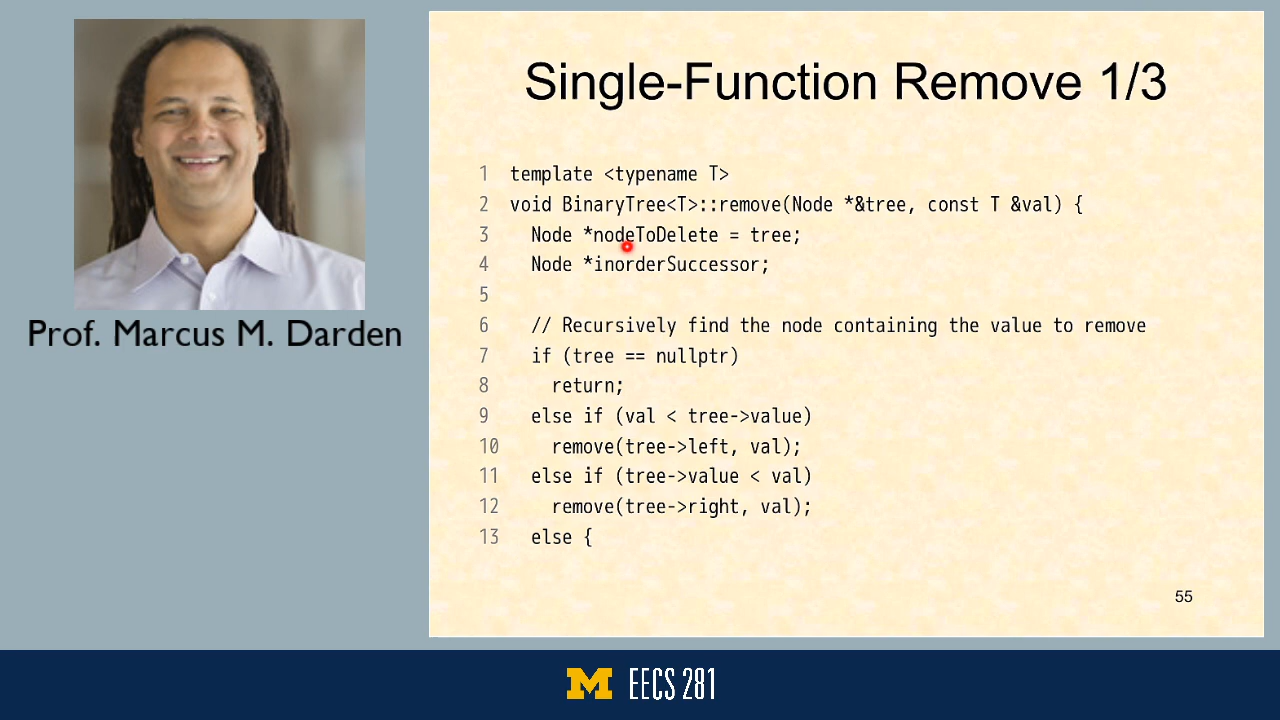 Prof. Marcus M. Darden
Single-Function Remove 1/3
1 template <typename T>
2 void BinaryTree<T>::remove(Node *&tree, const T &val) {
3   Node *nodeToDelete = tree;
4   Node *inorderSuccessor;
5
6   // Recursively find the node containing the value to remove
7   if (tree == nullptr)
8     return;
9   else if (val < tree->value)
10     remove(tree->left, val);
11   else if (tree->value < val)
12     remove(tree->right, val);
13   else {
55
M EECS 281